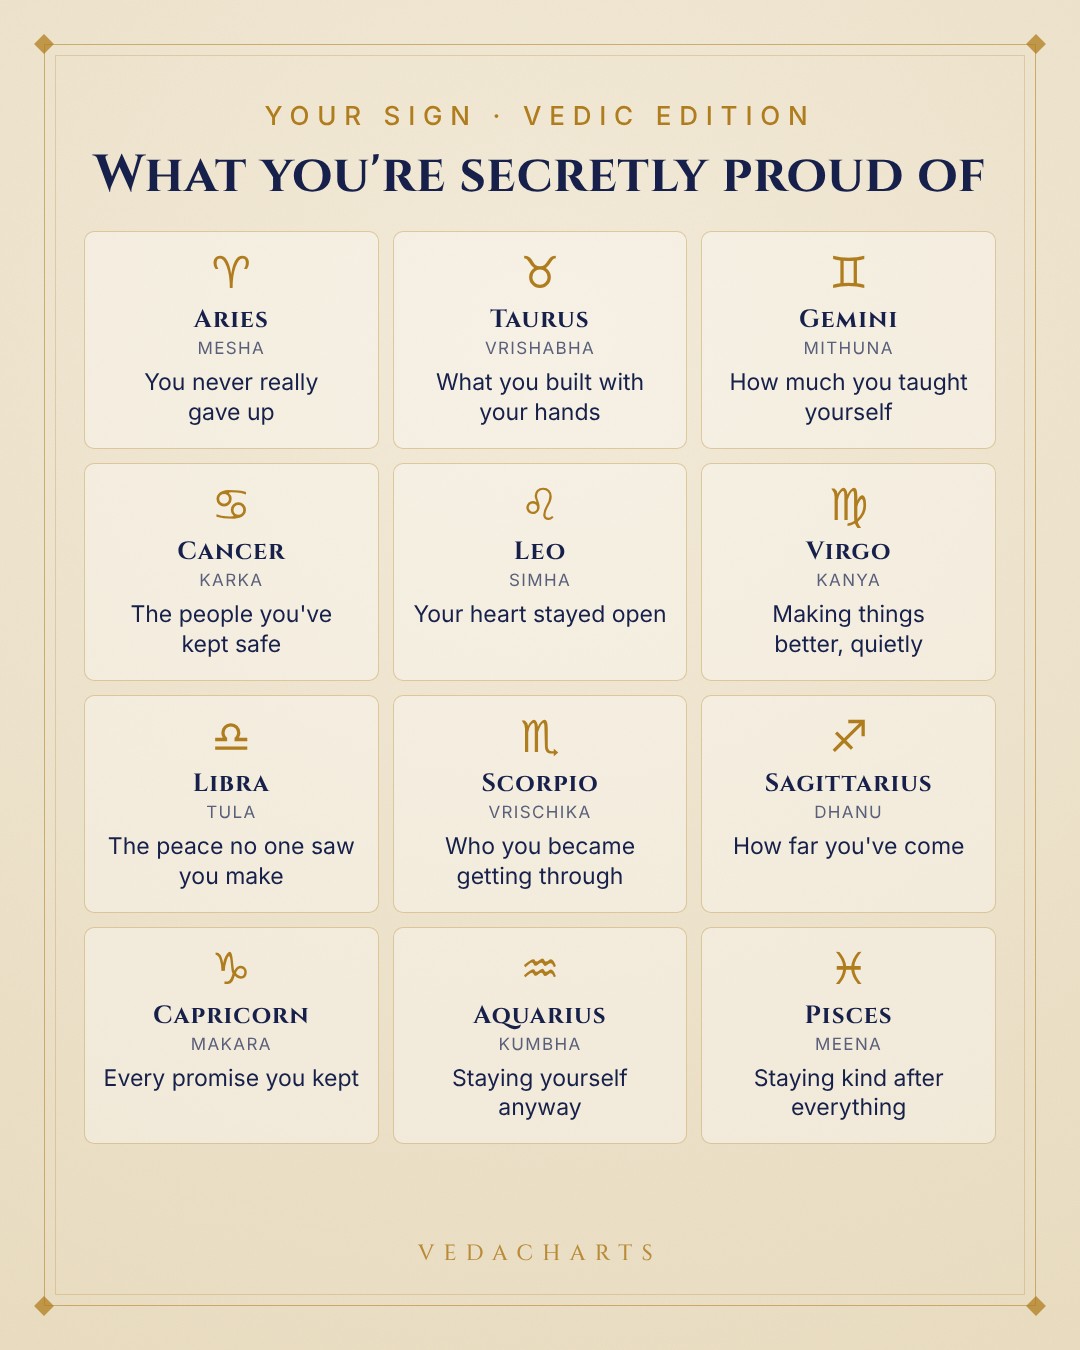 YOUR SIGN · VEDIC EDITION
WHAT YOU'RE SECRETLY PROUD OF
♈
ARIES
MESHA
You never really
gave up
♉
TAURUS
VRISHABHA
What you built with
your hands
♊
GEMINI
MITHUNA
How much you taught
yourself
♋
CANCER
KARKA
The people you've
kept safe
♌
LEO
SIMHA
Your heart stayed open
♍
VIRGO
KANYA
Making things
better, quietly
♎
LIBRA
TULA
The peace no one saw
you make
♏
SCORPIO
VRISCHIKA
Who you became
getting through
♐
SAGITTARIUS
DHANU
How far you've come
♑
CAPRICORN
MAKARA
Every promise you kept
♒
AQUARIUS
KUMBHA
Staying yourself
anyway
♓
PISCES
MEENA
Staying kind after
everything
VEDACHARTS